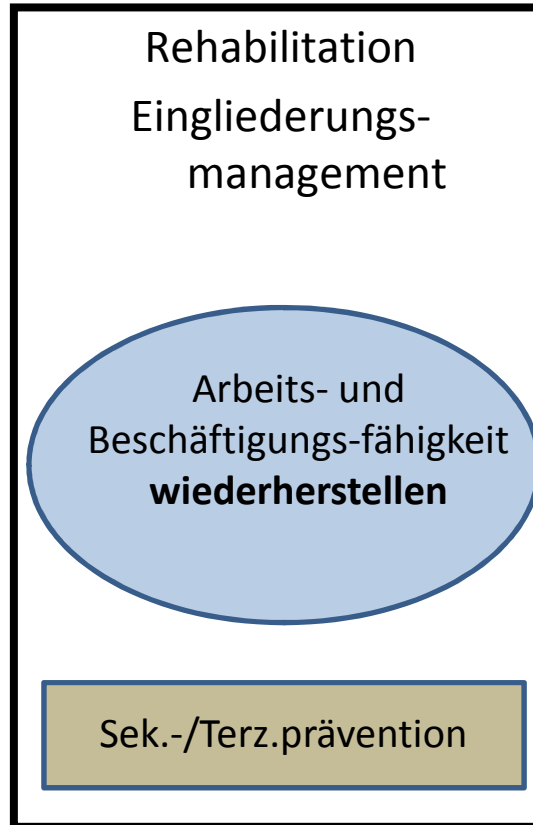 Rehabilitation
Eingliederungs-
management
Arbeits- und
Beschäftigungs-fähigkeit
wiederherstellen
Sek.-/Terz.prävention